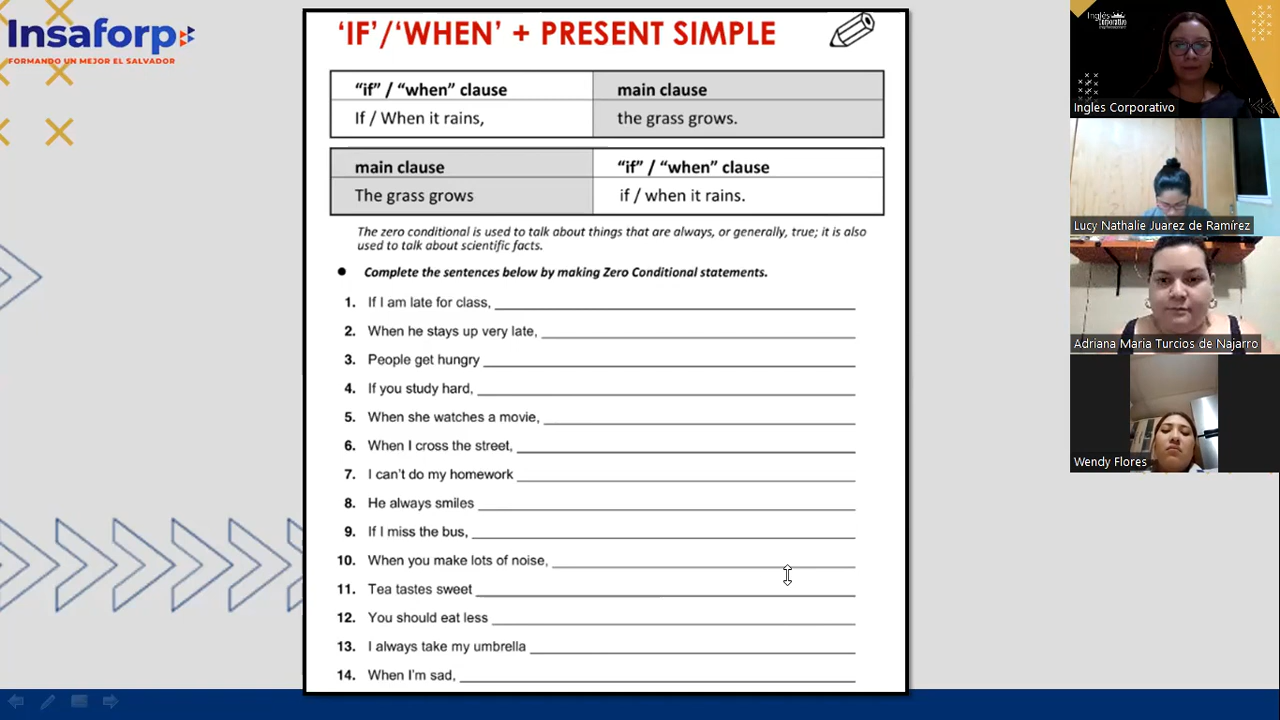 Insaforp
FORMANDO UN MEJOR EL SALVADOR
‘IF’/‘WHEN’ + PRESENT SIMPLE
“if” / “when” clause
main clause
If / When it rains,
the grass grows.
main clause
“if” / “when” clause
The grass grows
if / when it rains.
The zero conditional is used to talk about things that are always, or generally, true; it is also
used to talk about scientific facts.
● Complete the sentences below by making Zero Conditional statements.
1. If I am late for class,
2. When he stays up very late,
3. People get hungry
4. If you study hard,
5. When she watches a movie,
6. When I cross the street,
7. I can’t do my homework
8. He always smiles
9. If I miss the bus,
10. When you make lots of noise,
11. Tea tastes sweet
12. You should eat less
13. I always take my umbrella
14. When I’m sad,
Inglés
Corporativo
Ingles Corporativo
Lucy Nathalie Juarez de Ramírez
Adriana Maria Turcios de Najarro
Wendy Flores